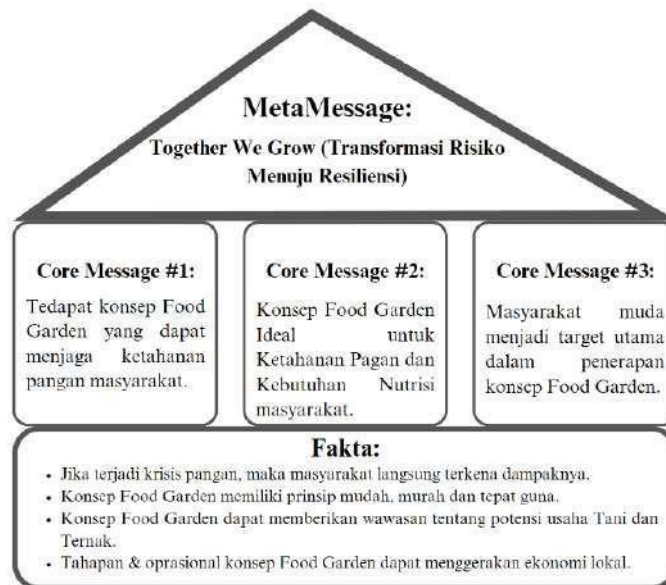 MetaMessage:
Together We Grow (Transformasi Risiko
Menuju Resiliensi)
Core Message #1:
Tedapat konsep Food
Garden yang dapat
menjaga ketahanan
pangan masyarakat.
Core Message #2:
Konsep Food Garden
Ideal untuk
Ketahanan Pagan dan
Kebutuhan Nutrisi
masyarakat.
Core Message #3:
Masyarakat muda
menjadi target utama
dalam penerapan
konsep Food Garden.
Fakta:
• Jika terjadi krisis pangan, maka masyarakat langsung terkena dampaknya.
• Konsep Food Garden memiliki prinsip mudah, murah dan tepat guna.
• Konsep Food Garden dapat memberikan wawasan tentang potensi usaha Tani dan
Ternak.
• Tahapan & oprasional konsep Food Garden dapat menggerakan ekonomi lokal.